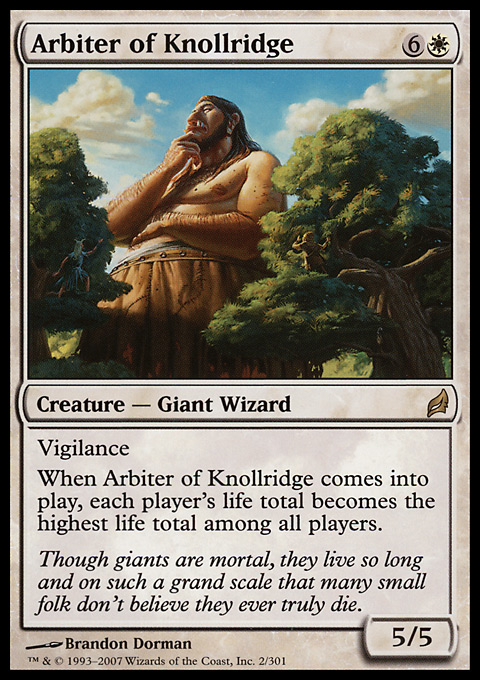 Arbiter of Knollridge 6
Creature — Giant Wizard
Vigilance
When Arbiter of Knollridge comes into
play, each player's life total becomes the
highest life total among all players.
Though giants are mortal, they live so long
and on such a grand scale that many small
folk don't believe they ever truly die.
5/5
Brandon Dorman
™ & © 1993–2007 Wizards of the Coast, Inc. 2/301